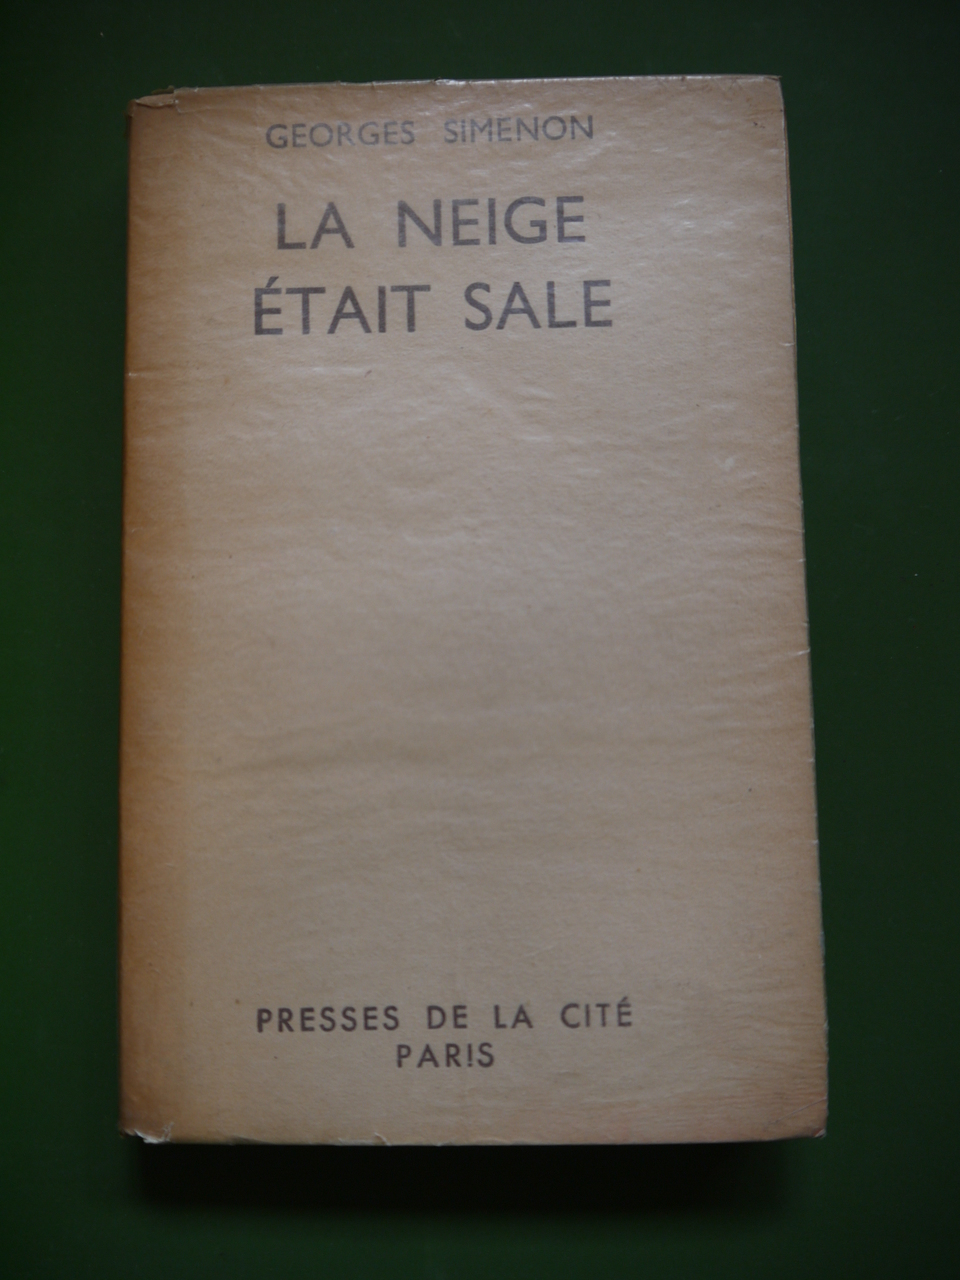 GEORGES SIMENON
LA NEIGE
ÉTAIT SALE
PRESSES DE LA CITÉ
PARIS